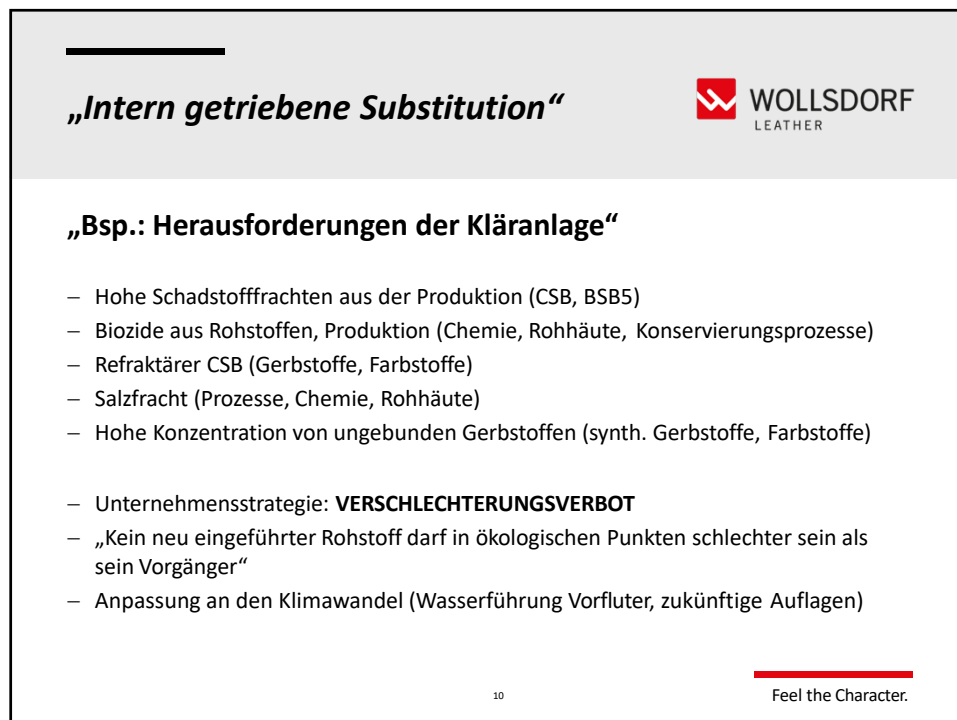 „Intern getriebene Substitution“
WOLLSDORF
LEATHER
„Bsp.: Herausforderungen der Kläranlage“
– Hohe Schadstofffrachten aus der Produktion (CSB, BSB5)
– Biozide aus Rohstoffen, Produktion (Chemie, Rohhäute, Konservierungsprozesse)
– Refraktärer CSB (Gerbstoffe, Farbstoffe)
– Salzfracht (Prozesse, Chemie, Rohhäute)
– Hohe Konzentration von ungebunden Gerbstoffen (synth. Gerbstoffe, Farbstoffe)
– Unternehmensstrategie: VERSCHLECHTERUNGSVERBOT
– „Kein neu eingeführter Rohstoff darf in ökologischen Punkten schlechter sein als
sein Vorgänger“
– Anpassung an den Klimawandel (Wasserführung Vorfluter, zukünftige Auflagen)
10
Feel the Character.